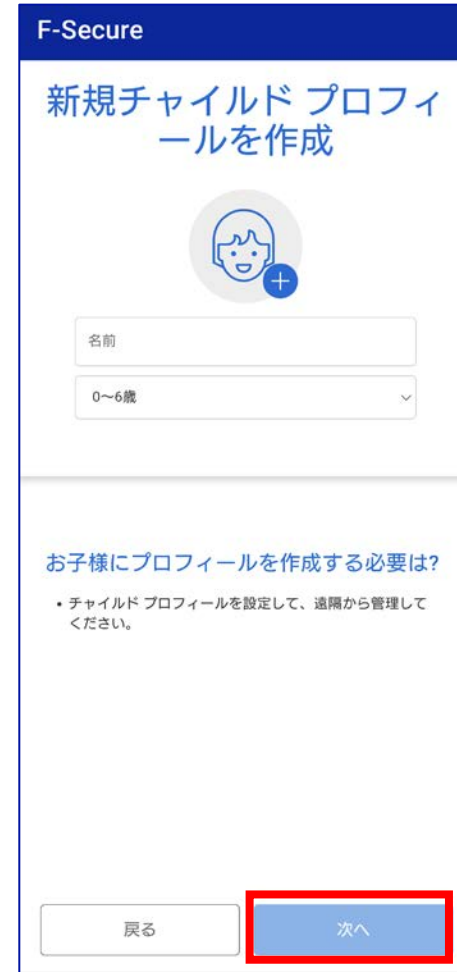 F-Secure
新規チャイルド プロフィ
ールを作成
名前
0〜6歳
お子様にプロフィールを作成する必要は?
• チャイルド プロフィールを設定して、遠隔から管理して
ください。
戻る
次へ